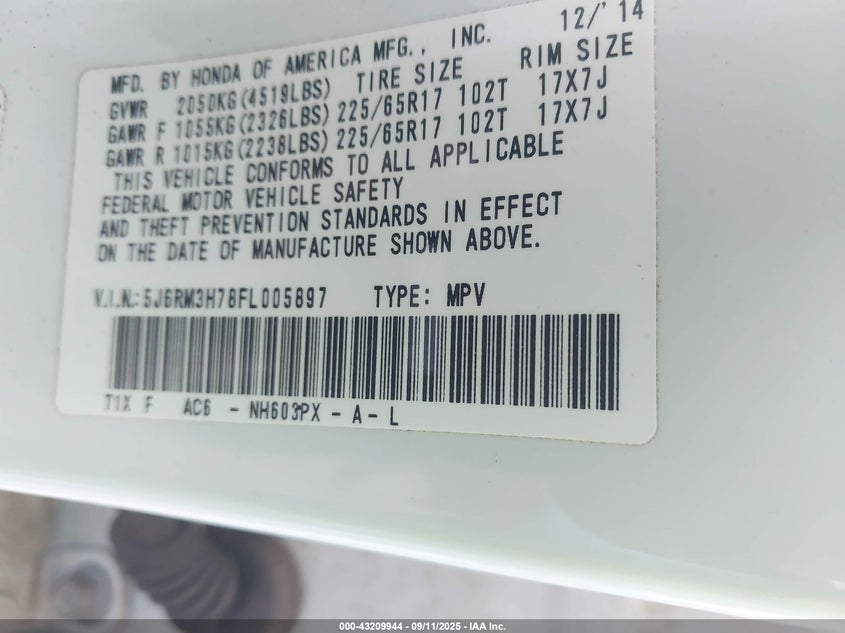 12/'14
MFD. BY HONDA OF AMERICA MFG., INC.
GVWR 2050KG(4519LBS) TIRE SIZE RIM SIZE
GAWR F 1055KG(2326LBS) 225/65R17 102T 17X7J
GAWR R 1015KG(2238LBS) 225/65R17 102T 17X7J
THIS VEHICLE CONFORMS TO ALL APPLICABLE
FEDERAL MOTOR VEHICLE SAFETY
AND THEFT PREVENTION STANDARDS IN EFFECT
ON THE DATE OF MANUFACTURE SHOWN ABOVE.
V.I.N.: 5J6RM3H78FL005897 TYPE: MPV
T1X F AC6 - NH603PX - A - L
000-43209944 - 09/11/2025 - IAA Inc.